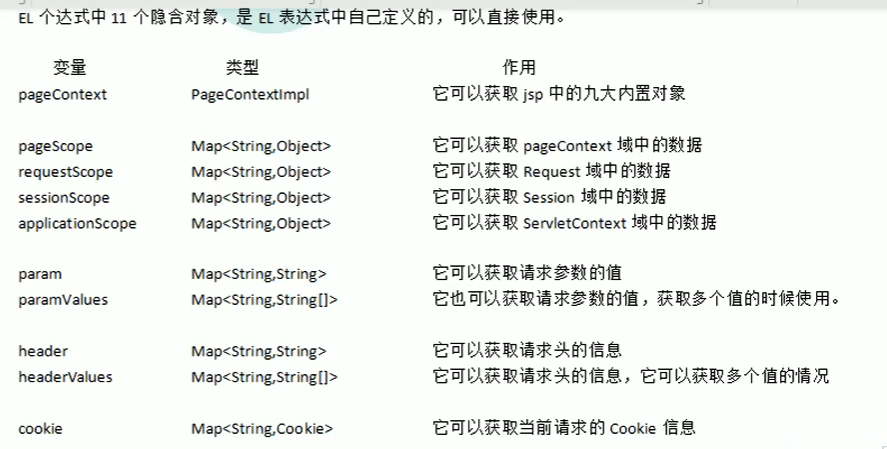 EL 个达式中 11 个隐含对象，是 EL 表达式中自己定义的，可以直接使用。
变量 类型 作用
pageContext PageContextImpl 它可以获取 jsp 中的九大内置对象
pageScope Map<String,Object> 它可以获取 pageContext 域中的数据
requestScope Map<String,Object> 它可以获取 Request 域中的数据
sessionScope Map<String,Object> 它可以获取 Session 域中的数据
applicationScope Map<String,Object> 它可以获取 ServletContext 域中的数据
param Map<String,String> 它可以获取请求参数的值
paramValues Map<String,String[]> 它也可以获取请求参数的值，获取多个值的时候使用。
header Map<String,String> 它可以获取请求头的信息
headerValues Map<String,String[]> 它可以获取请求头的信息，它可以获取多个值的情况
cookie Map<String,Cookie> 它可以获取当前请求的 Cookie 信息